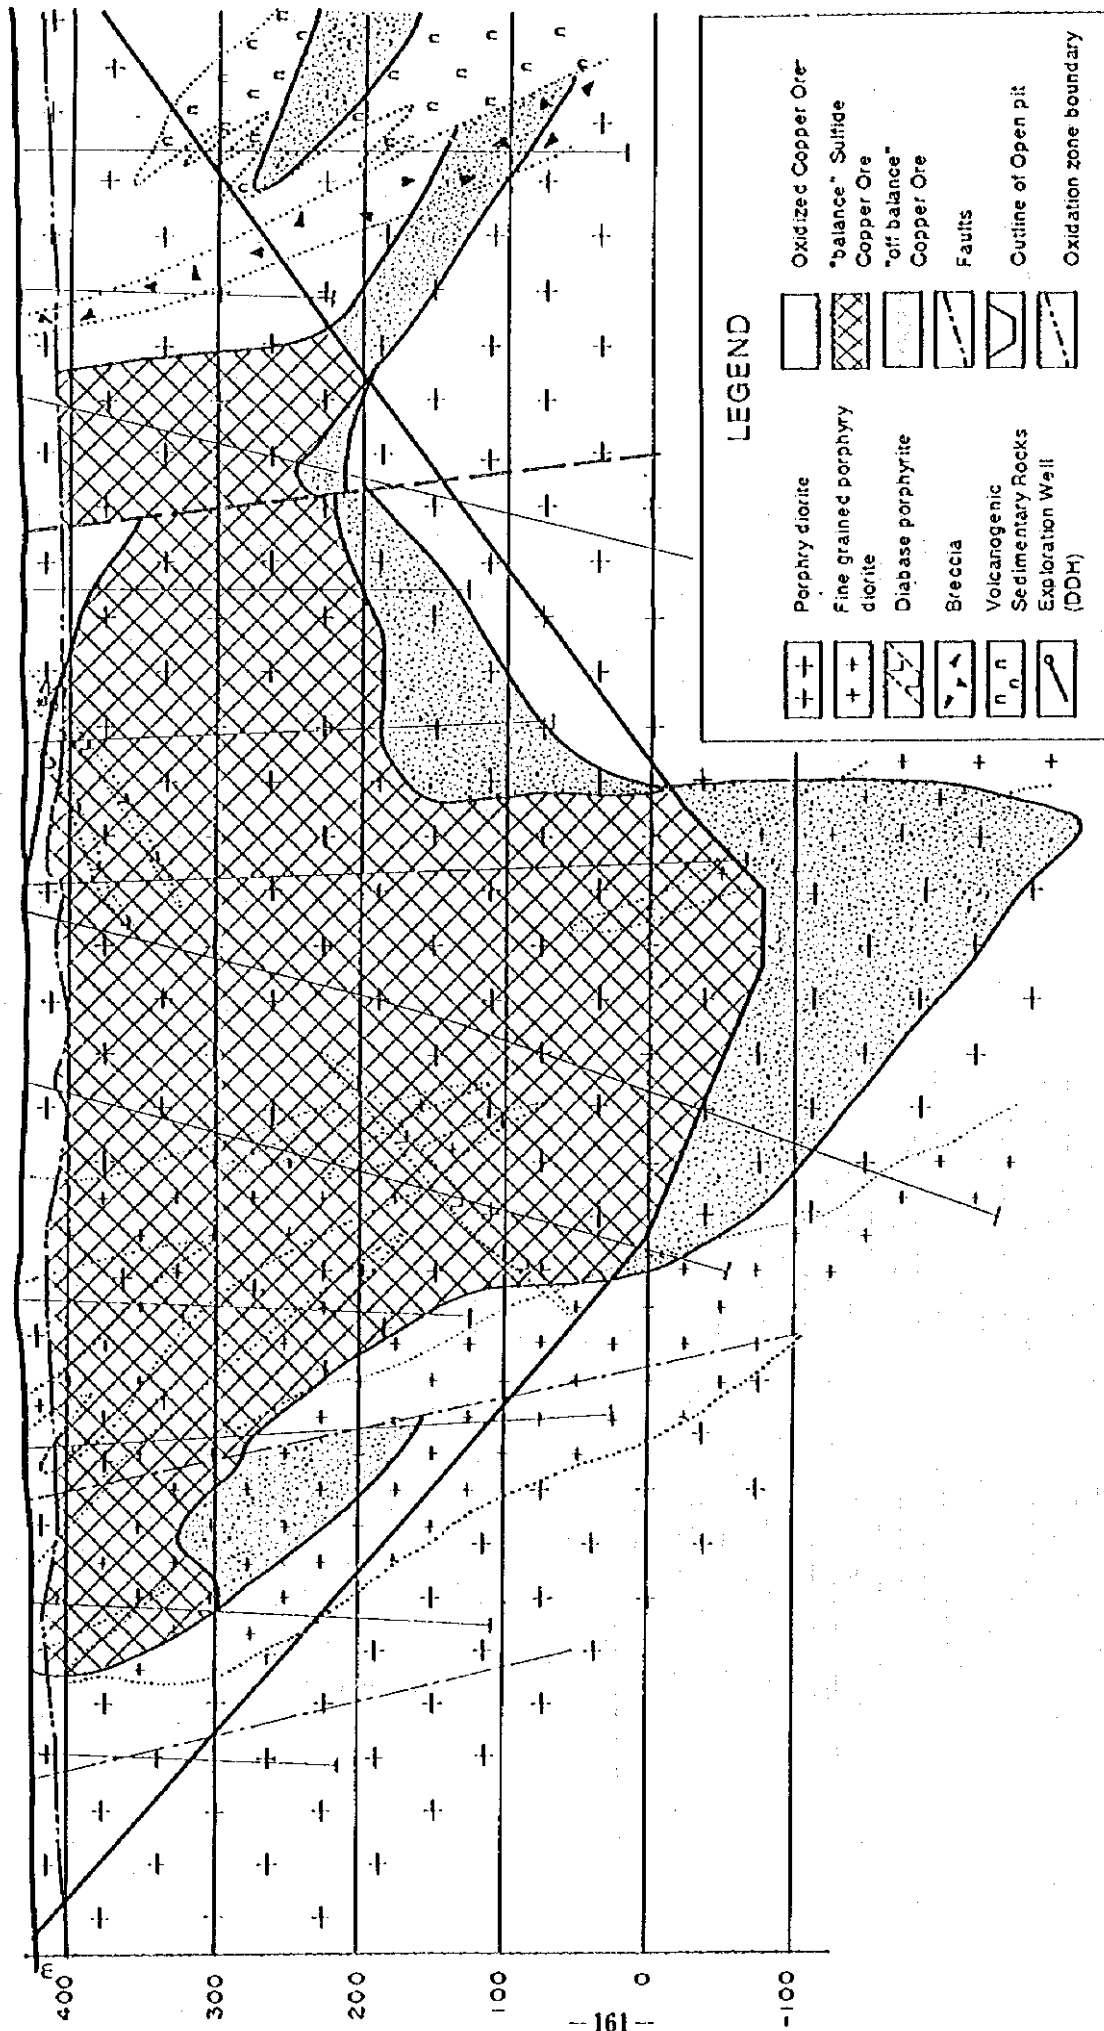 m
400
300
200
100
0
-100
LEGEND
Porphry diorite
Fine grained porphyry
diorite
Diabase porphyrite
Breccia
Volcanogenic
Sedimentary Rocks
Exploration Well
(DDH)
Oxidized Copper Ore
"balance" Sulfide
Copper Ore
"off balance"
Copper Ore
Faults
Outline of Open pit
Oxidation zone boundary
-- 161 --